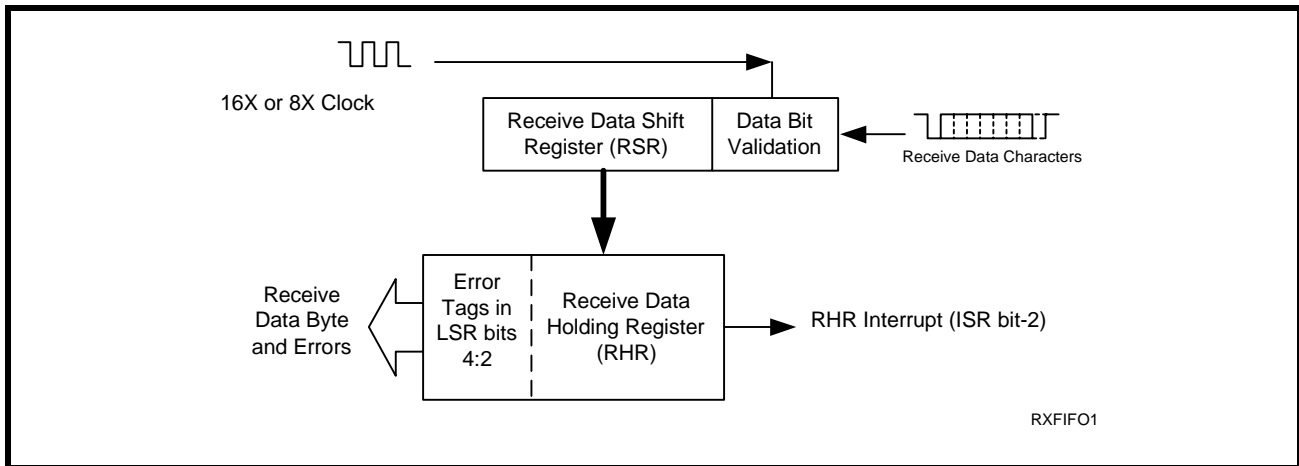 16X or 8X Clock
Receive Data Shift
Register (RSR)
Data Bit
Validation
Receive Data Characters
Receive
Data Byte
and Errors
Error
Tags in
LSR bits
4:2
Receive Data
Holding Register
(RHR)
RHR Interrupt (ISR bit-2)
RXFIFO1